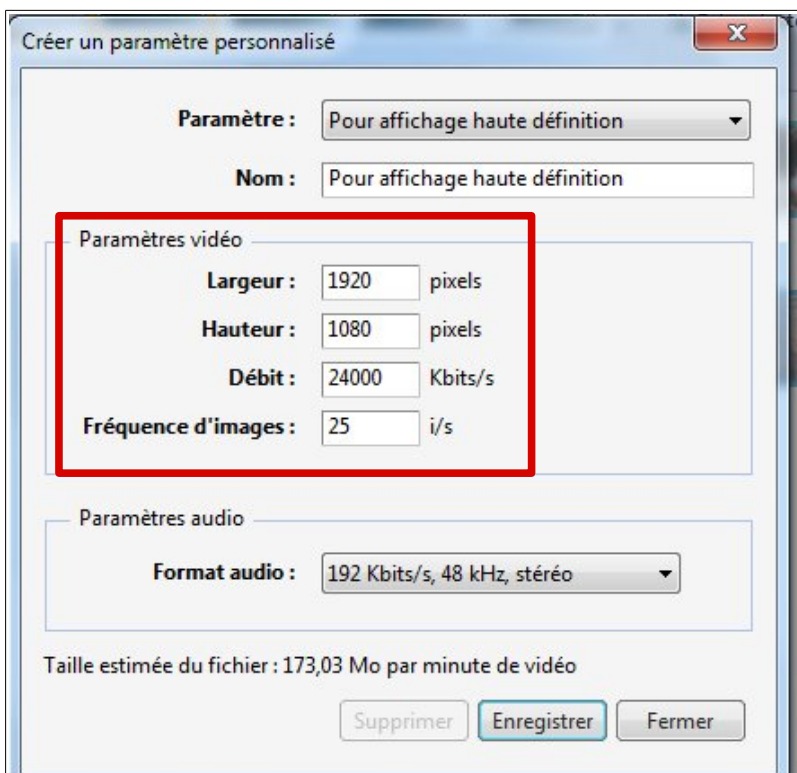 Créer un paramètre personnalisé
Paramètre : Pour affichage haute définition
Nom : Pour affichage haute définition
Paramètres vidéo
Largeur : 1920 pixels
Hauteur : 1080 pixels
Débit : 24000 Kbits/s
Fréquence d'images : 25 i/s
Paramètres audio
Format audio : 192 Kbits/s, 48 kHz, stéréo
Taille estimée du fichier : 173,03 Mo par minute de vidéo
Supprimer Enregistrer Fermer